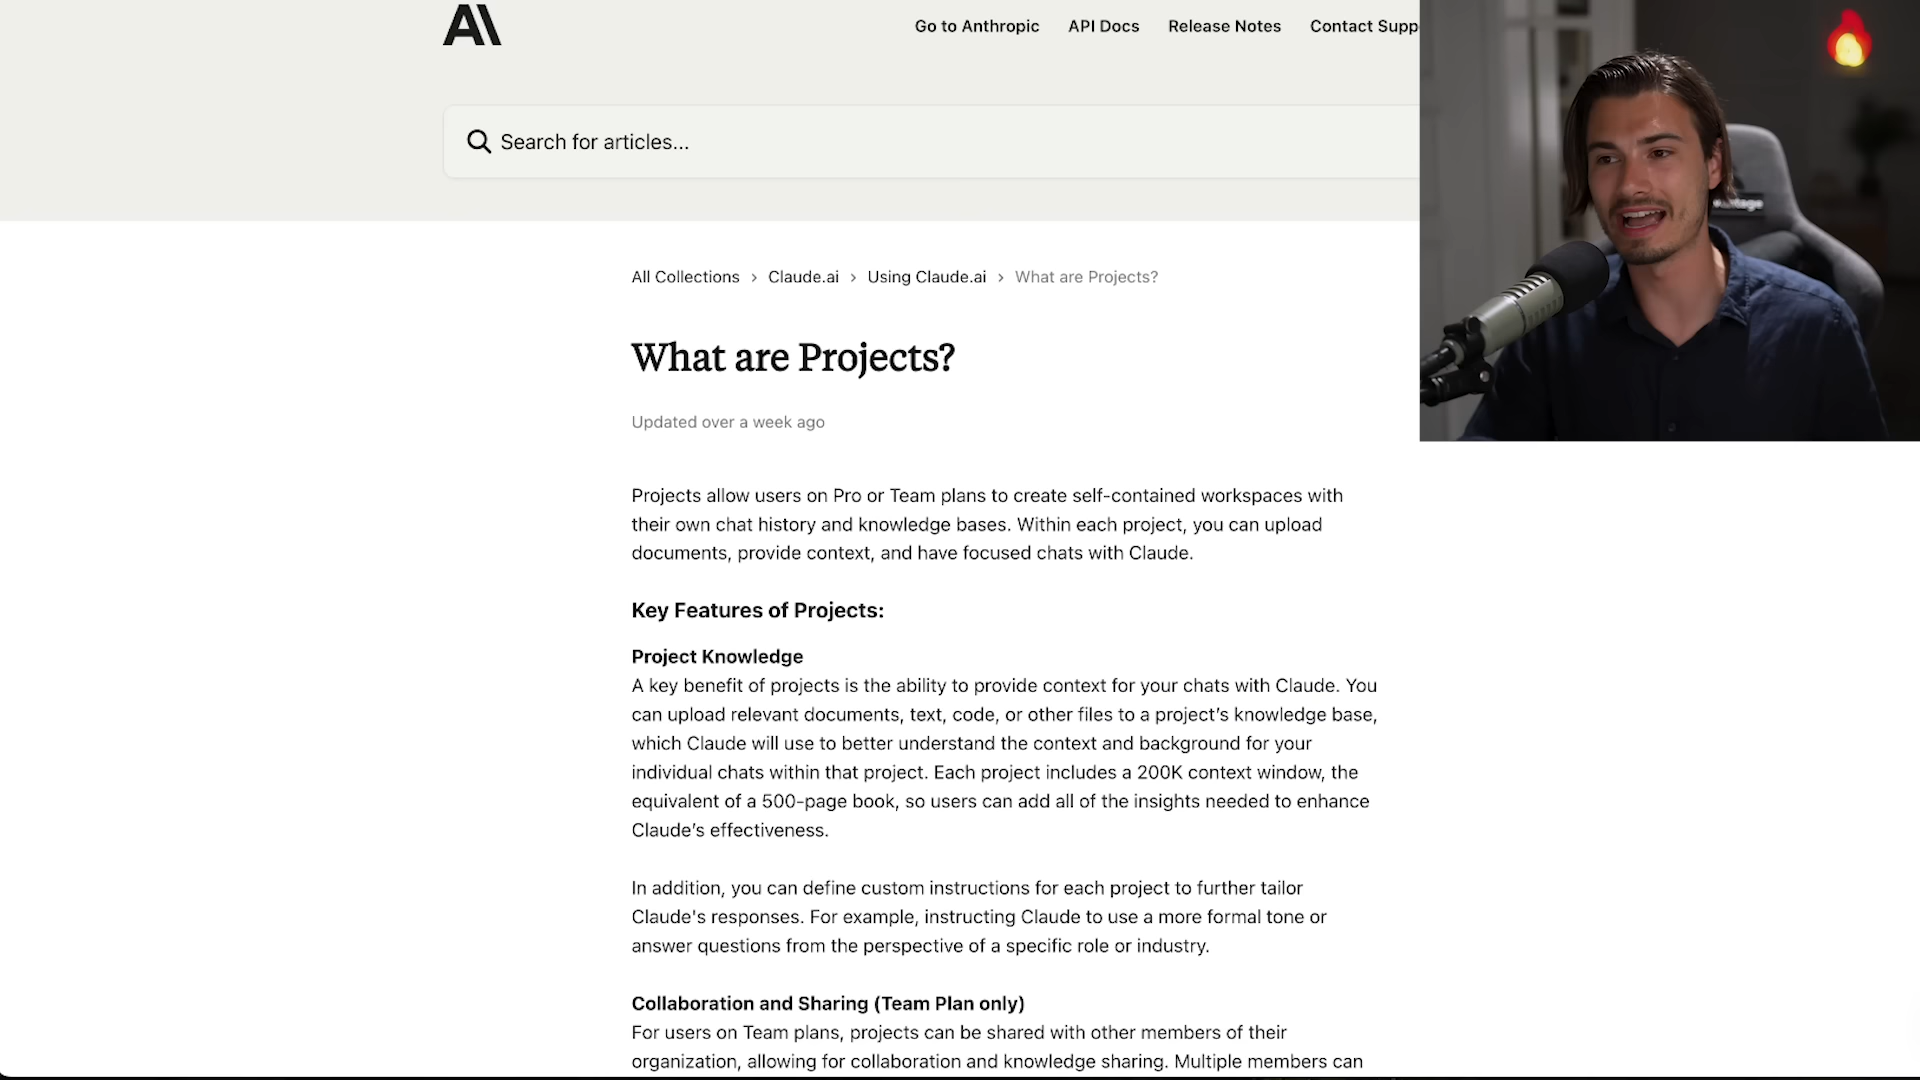 AI
Go to Anthropic API Docs Release Notes Contact Supp
Search for articles...
All Collections > Claude.ai > Using Claude.ai > What are Projects?
What are Projects?
Updated over a week ago
Projects allow users on Pro or Team plans to create self-contained workspaces with
their own chat history and knowledge bases. Within each project, you can upload
documents, provide context, and have focused chats with Claude.
Key Features of Projects:
Project Knowledge
A key benefit of projects is the ability to provide context for your chats with Claude. You
can upload relevant documents, text, code, or other files to a project’s knowledge base,
which Claude will use to better understand the context and background for your
individual chats within that project. Each project includes a 200K context window, the
equivalent of a 500-page book, so users can add all of the insights needed to enhance
Claude’s effectiveness.
In addition, you can define custom instructions for each project to further tailor
Claude's responses. For example, instructing Claude to use a more formal tone or
answer questions from the perspective of a specific role or industry.
Collaboration and Sharing (Team Plan only)
For users on Team plans, projects can be shared with other members of their
organization, allowing for collaboration and knowledge sharing. Multiple members can